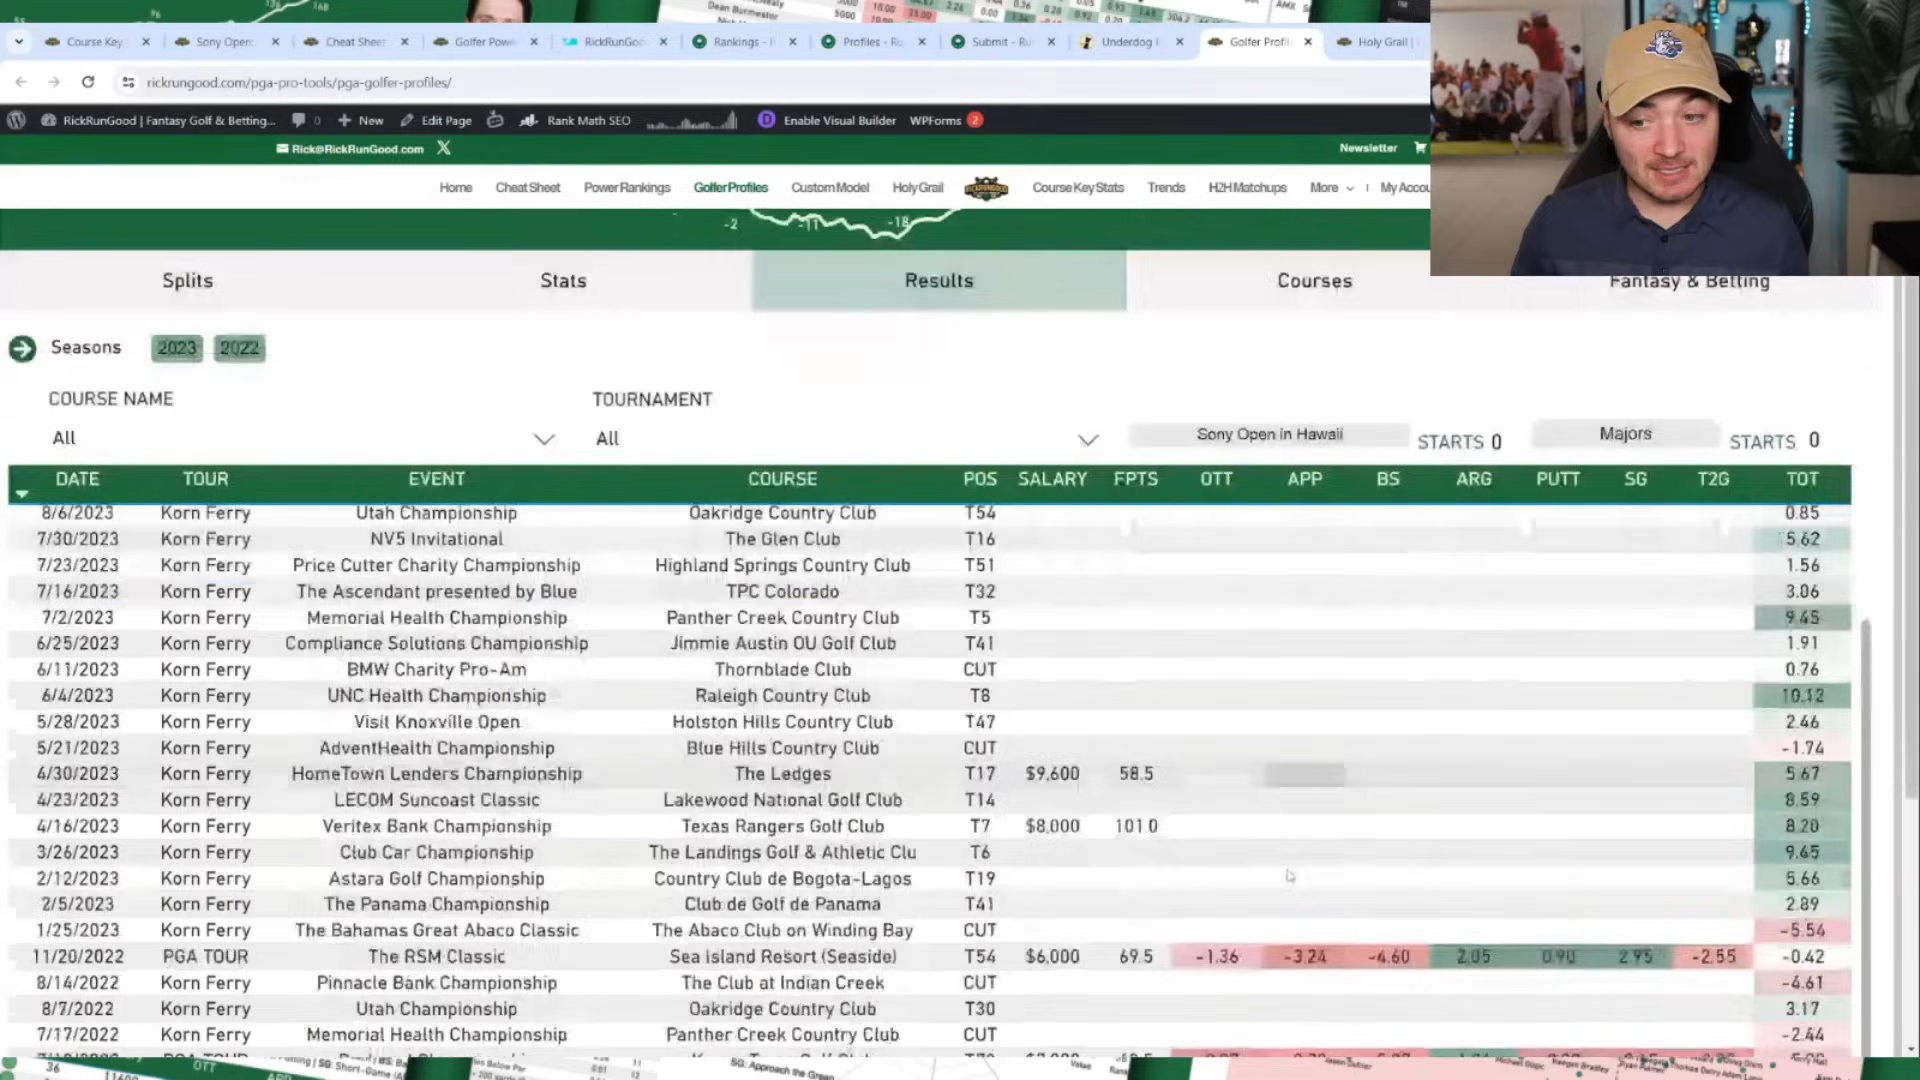 Dean Burmester
Course Key
Sony Open
Cheat Sheet
Golfer Pow
RickRunGoo
Rankings -
Profiles - Ru
Submit - Ru
Underdog
Golfer Profi
Holy Grail
rickrungood.com/pga-pro-tools/pga-golfer-profiles/
RickRunGood | Fantasy Golf & Betting... 0 New Edit Page Rank Math SEO Enable Visual Builder WPForms 2
Rick@RickRunGood.com Newsletter
Home Cheat Sheet Power Rankings Golfer Profiles Custom Model Holy Grail RICKRUNGOOD Course Key Stats Trends H2H Matchups More My Accou
-2 -11 -18
Splits Stats Results Courses Fantasy & Betting
Seasons 2023 2022
COURSE NAME TOURNAMENT
All All Sony Open in Hawaii STARTS 0 Majors STARTS 0
DATE TOUR EVENT COURSE POS SALARY FPTS OTT APP BS ARG PUTT SG T2G TOT
8/6/2023 Korn Ferry Utah Championship Oakridge Country Club T54 0.85
7/30/2023 Korn Ferry NV5 Invitational The Glen Club T16 5.62
7/23/2023 Korn Ferry Price Cutter Charity Championship Highland Springs Country Club T51 1.56
7/16/2023 Korn Ferry The Ascendant presented by Blue TPC Colorado T32 3.06
7/2/2023 Korn Ferry Memorial Health Championship Panther Creek Country Club T5 9.45
6/25/2023 Korn Ferry Compliance Solutions Championship Jimmie Austin OU Golf Club T41 1.91
6/11/2023 Korn Ferry BMW Charity Pro-Am Thornblade Club CUT 0.76
6/4/2023 Korn Ferry UNC Health Championship Raleigh Country Club T8 10.12
5/28/2023 Korn Ferry Visit Knoxville Open Holston Hills Country Club T47 2.46
5/21/2023 Korn Ferry AdventHealth Championship Blue Hills Country Club CUT -1.74
4/30/2023 Korn Ferry HomeTown Lenders Championship The Ledges T17 $9,600 58.5 5.67
4/23/2023 Korn Ferry LECOM Suncoast Classic Lakewood National Golf Club T14 8.59
4/16/2023 Korn Ferry Veritex Bank Championship Texas Rangers Golf Club T7 $8,000 101.0 8.20
3/26/2023 Korn Ferry Club Car Championship The Landings Golf & Athletic Clu T6 9.65
2/12/2023 Korn Ferry Astara Golf Championship Country Club de Bogota-Lagos T19 5.66
2/5/2023 Korn Ferry The Panama Championship Club de Golf de Panama T41 2.89
1/25/2023 Korn Ferry The Bahamas Great Abaco Classic The Abaco Club on Winding Bay CUT -5.54
11/20/2022 PGA TOUR The RSM Classic Sea Island Resort (Seaside) T54 $6,000 69.5 -1.36 -3.24 -4.60 2.05 0.90 2.95 -2.55 -0.42
8/14/2022 Korn Ferry Pinnacle Bank Championship The Club at Indian Creek CUT -4.61
8/7/2022 Korn Ferry Utah Championship Oakridge Country Club T30 3.17
7/17/2022 Korn Ferry Memorial Health Championship Panther Creek Country Club CUT -2.44
OTT
SG: Approach the Green